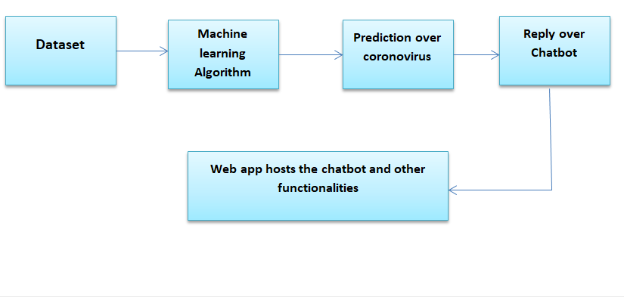 Dataset
Machine
learning
Algorithm
Prediction over
coronovirus
Reply over
Chatbot
Web app hosts the chatbot and other
functionalities